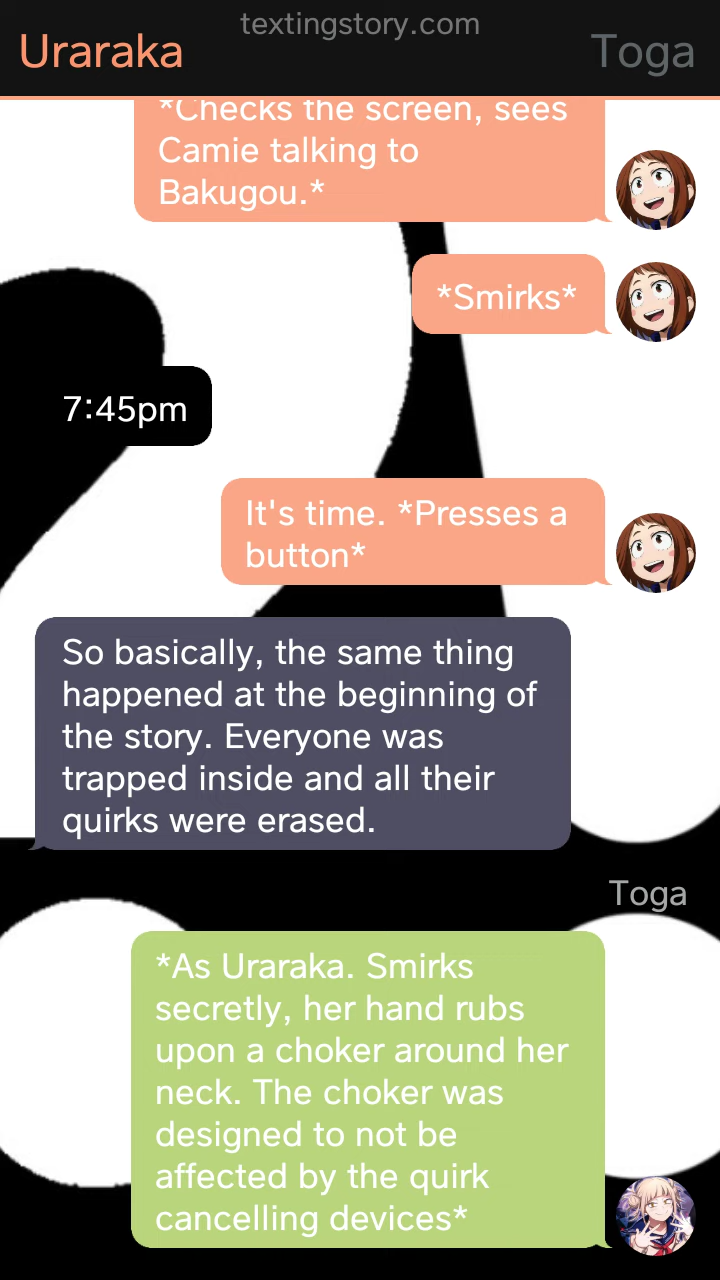 textingstory.com
Uraraka
Toga
*Checks the screen, sees
Camie talking to
Bakugou.*
*Smirks*
7:45pm
It's time. *Presses a
button*
So basically, the same thing
happened at the beginning of
the story. Everyone was
trapped inside and all their
quirks were erased.
Toga
*As Uraraka. Smirks
secretly, her hand rubs
upon a choker around her
neck. The choker was
designed to not be
affected by the quirk
cancelling devices*